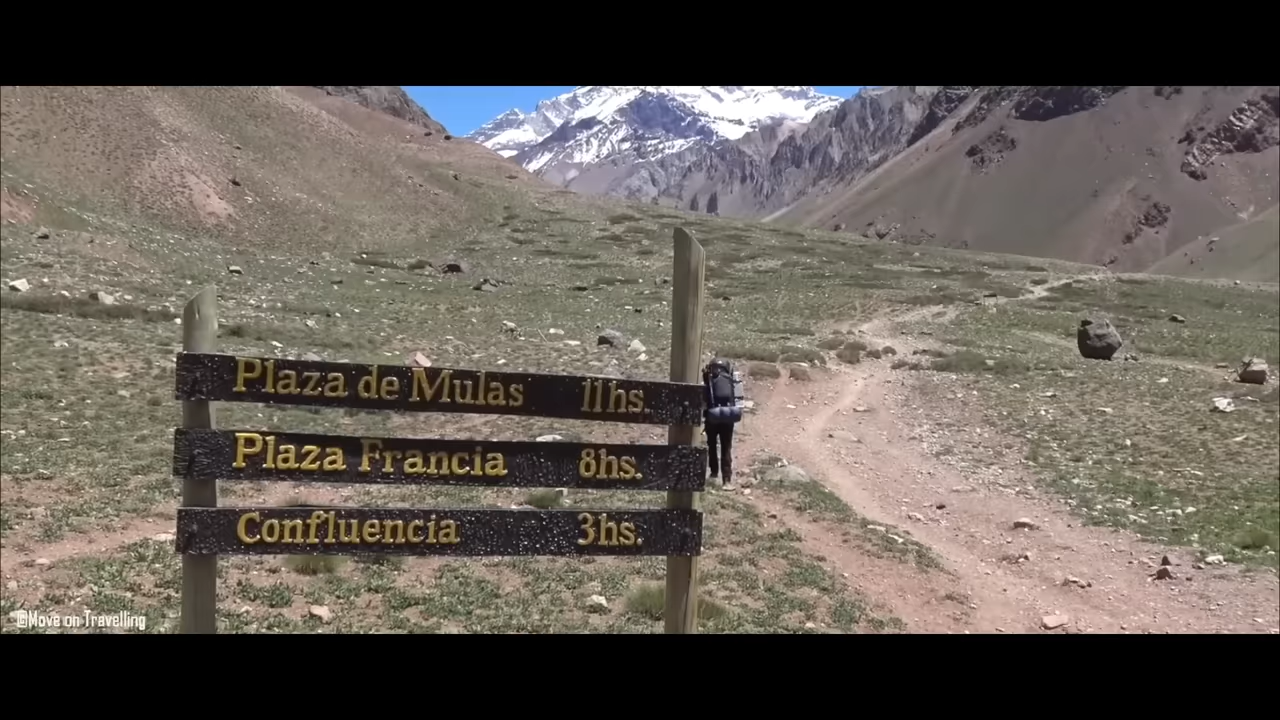 Plaza de Mulas 11hs.
Plaza Francia 8hs.
Confluencia 3hs.
©Move on Travelling